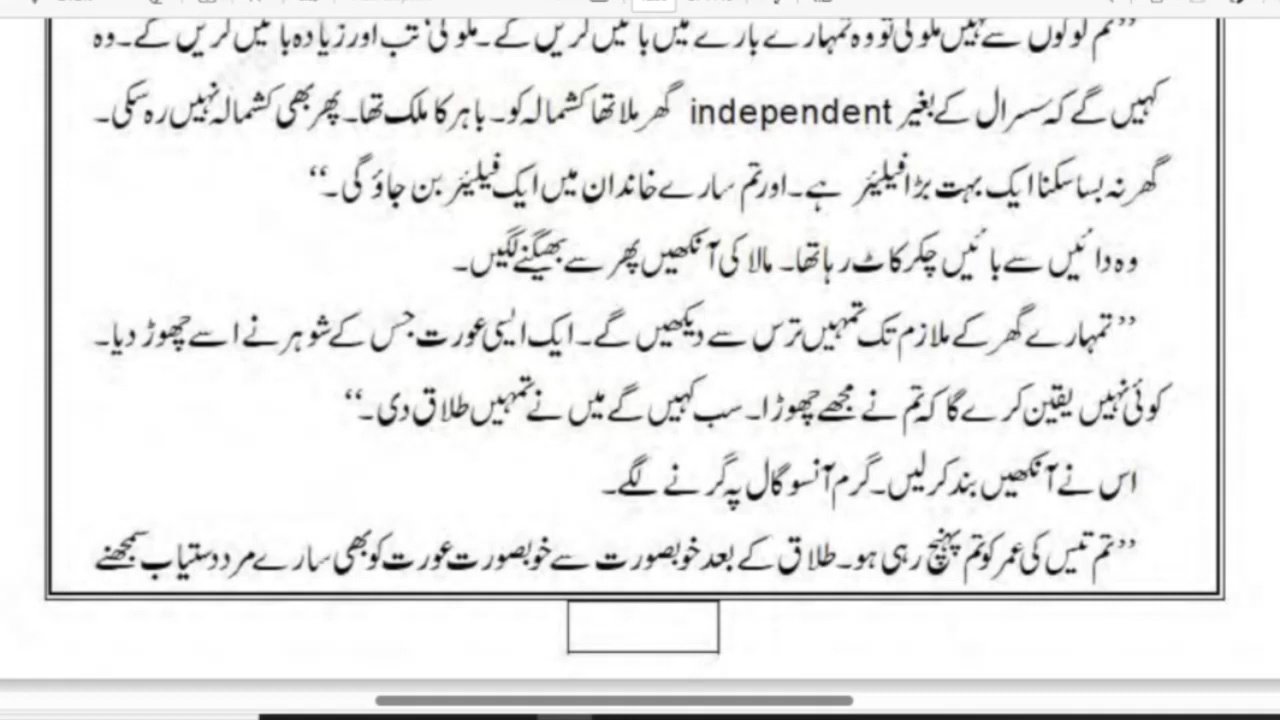 ’’تم لوگوں سے نہیں ملو گی تو وہ تمہارے بارے میں باتیں کریں گے۔ ملو گی تب اور زیادہ باتیں کریں گے۔ وہ
کہیں گے کہ سسرال کے بغیر independent گھر ملا تھا کشمالہ کو۔ باہر کا ملک تھا۔ پھر بھی کشمالہ نہیں رہ سکی۔
گھر نہ بسا سکنا ایک بہت بڑا فیلیئر ہے۔ اور تم سارے خاندان میں ایک فیلیئر بن جاؤ گی۔‘‘
وہ دائیں سے بائیں چکر کاٹ رہا تھا۔ مالا کی آنکھیں پھر سے بھیگنے لگیں۔
’’تمہارے گھر کے ملازم تک تمہیں ترس سے دیکھیں گے۔ ایک ایسی عورت جس کے شوہر نے اسے چھوڑ دیا۔
کوئی نہیں یقین کرے گا کہ تم نے مجھے چھوڑا۔ سب کہیں گے میں نے تمہیں طلاق دی۔‘‘
اس نے آنکھیں بند کر لیں۔ گرم آنسو گال پہ گرنے لگے۔
’’تم تیس کی عمر کو تم پہنچ رہی ہو۔ طلاق کے بعد خوبصورت سے خوبصورت عورت کو بھی سارے مرد دستیاب سمجھنے